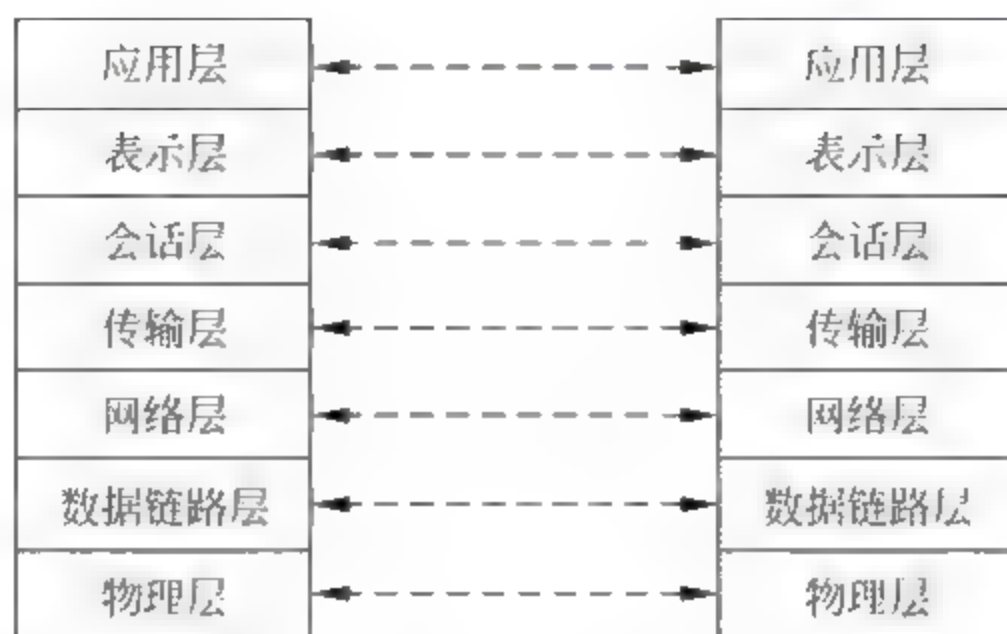 应用层 应用层
表示层 表示层
会话层 会话层
传输层 传输层
网络层 网络层
数据链路层 数据链路层
物理层 物理层